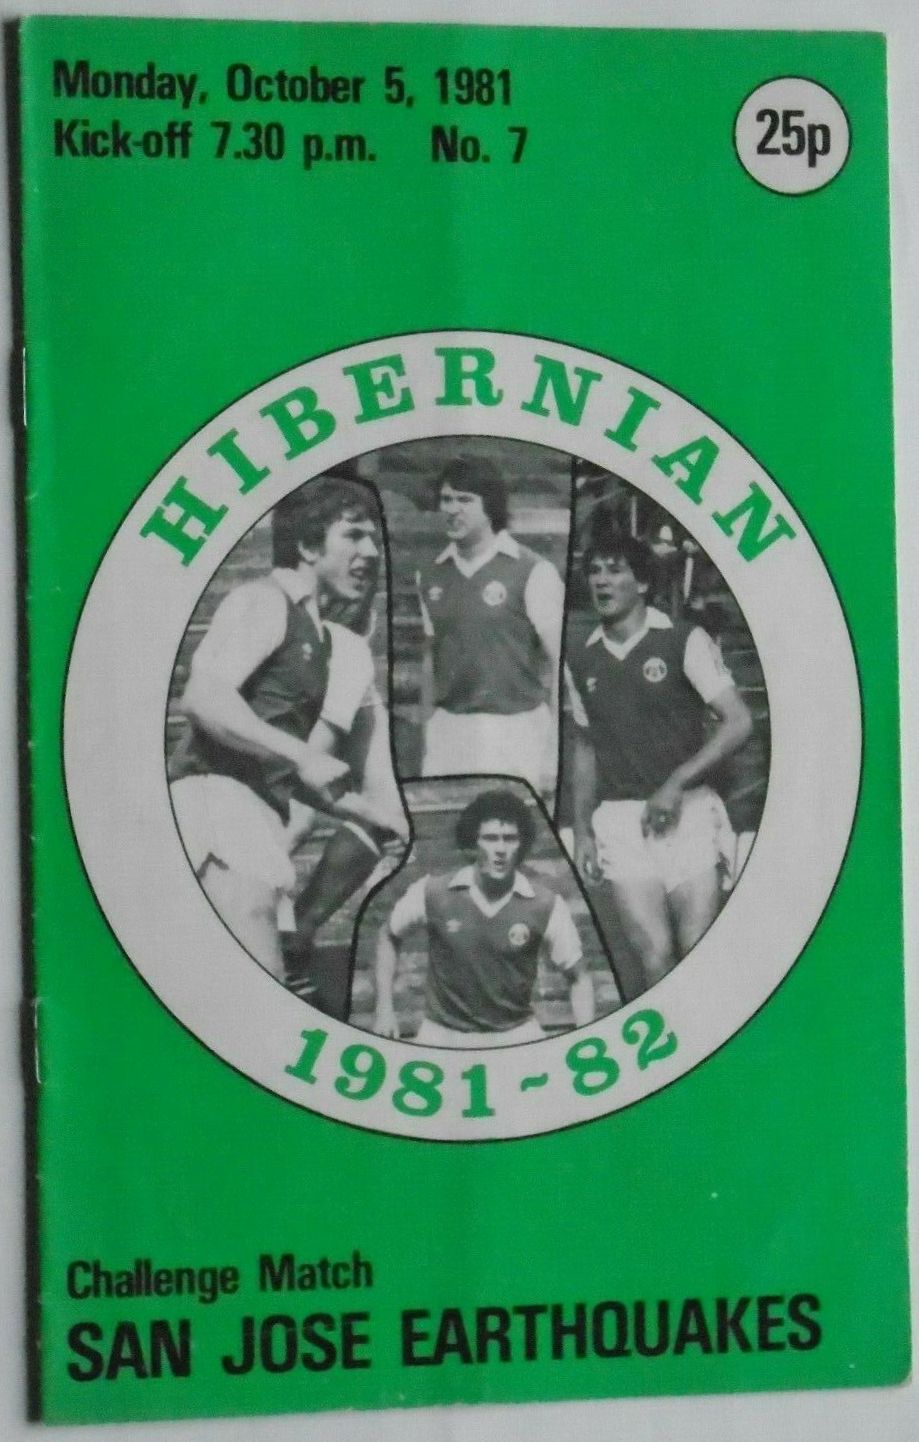 Monday, October 5, 1981
Kick-off 7.30 p.m. No. 7
25p
HIBERNIAN
1981-82
Challenge Match
SAN JOSE EARTHQUAKES